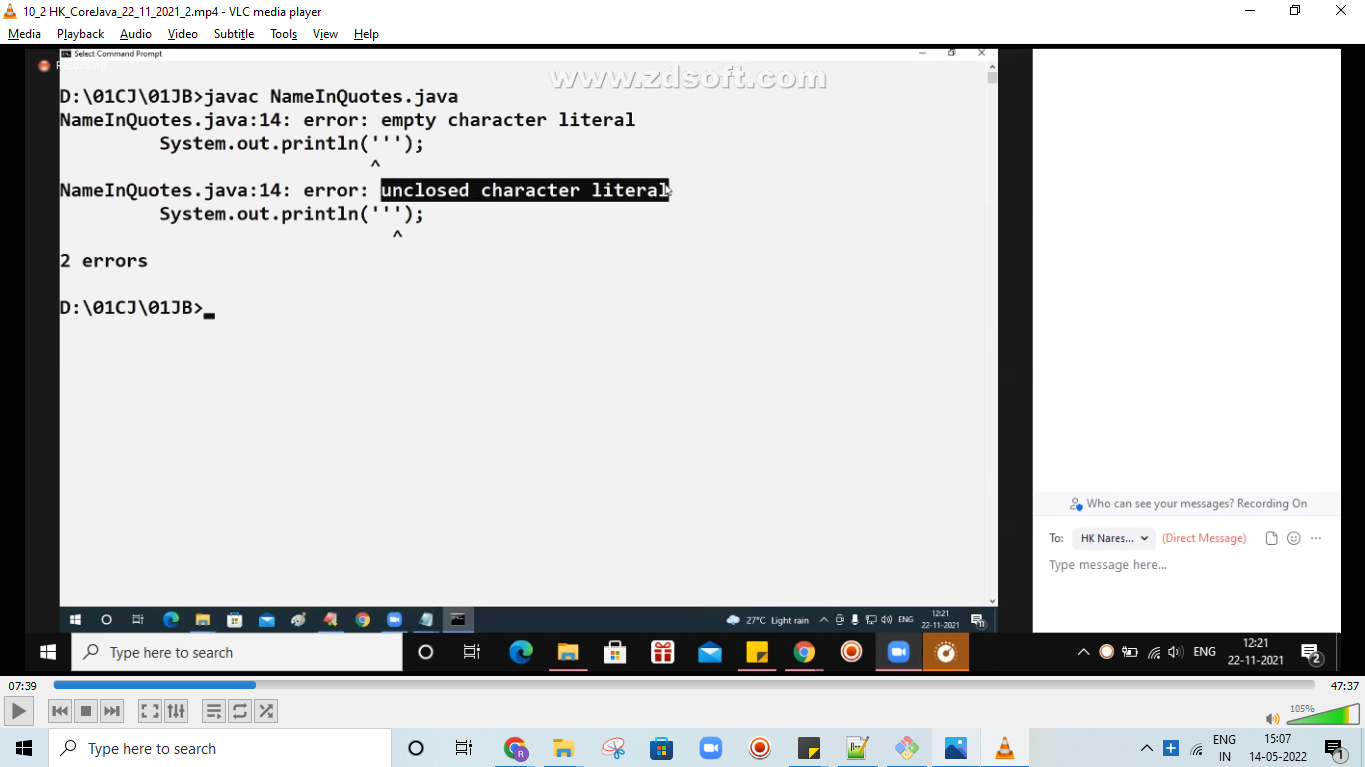 10_2 HK_CoreJava_22_11_2021_2.mp4 - VLC media player
Media Playback Audio Video Subtitle Tools View Help
Select Command Prompt
www.zdsoft.com
D:\01CJ\01JB>javac NameInQuotes.java
NameInQuotes.java:14: error: empty character literal
System.out.println(''');
^
NameInQuotes.java:14: error: unclosed character literal
System.out.println(''');
^
2 errors
D:\01CJ\01JB>
Who can see your messages? Recording On
To: HK Nares... (Direct Message)
Type message here...
27°C Light rain ENG 12:21 22-11-2021
Type here to search
ENG
12:21
22-11-2021
2
07:39
47:37
105%
Type here to search
ENG
IN
15:07
14-05-2022
1